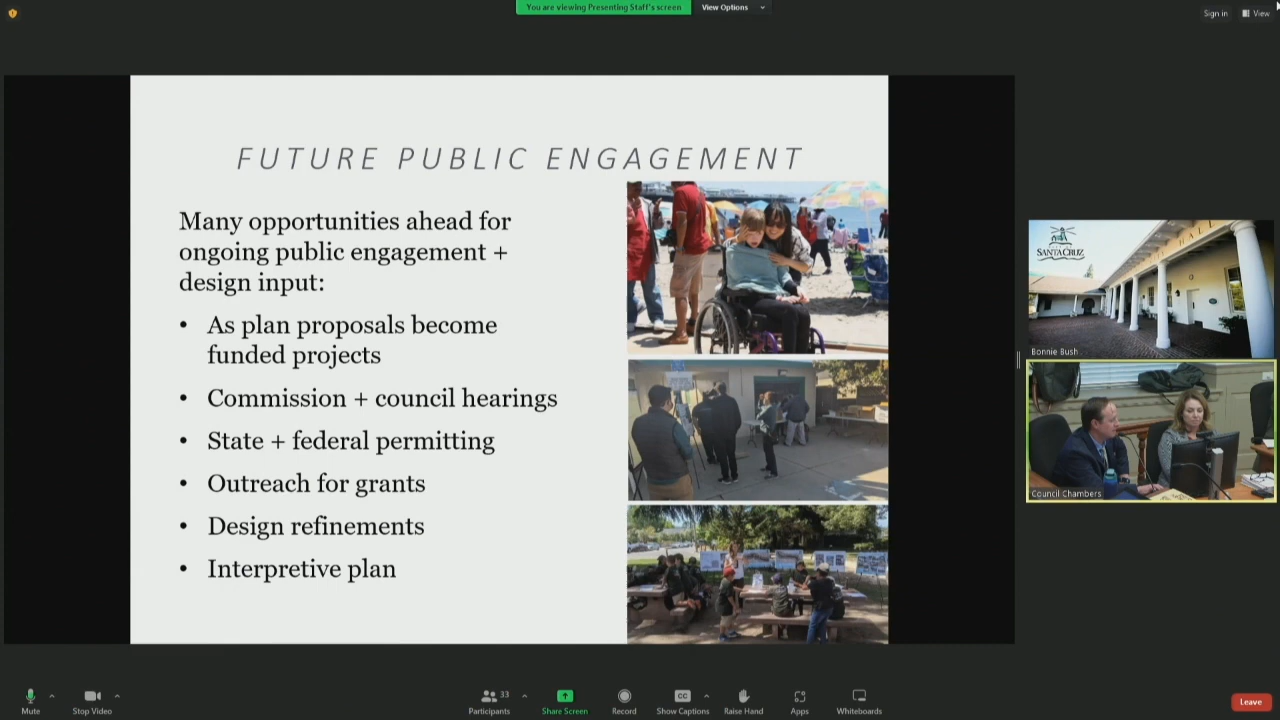 You are viewing Presenting Staff's screen
View Options
Sign in
View
FUTURE PUBLIC ENGAGEMENT
Many opportunities ahead for
ongoing public engagement +
design input:
• As plan proposals become
funded projects
• Commission + council hearings
• State + federal permitting
• Outreach for grants
• Design refinements
• Interpretive plan
SANTA CRUZ
HALL
Bonnie Bush
Council Chambers
Mute
Stop Video
Participants
33
Share Screen
Record
CC
Show Captions
Raise Hand
Apps
Whiteboards
Leave